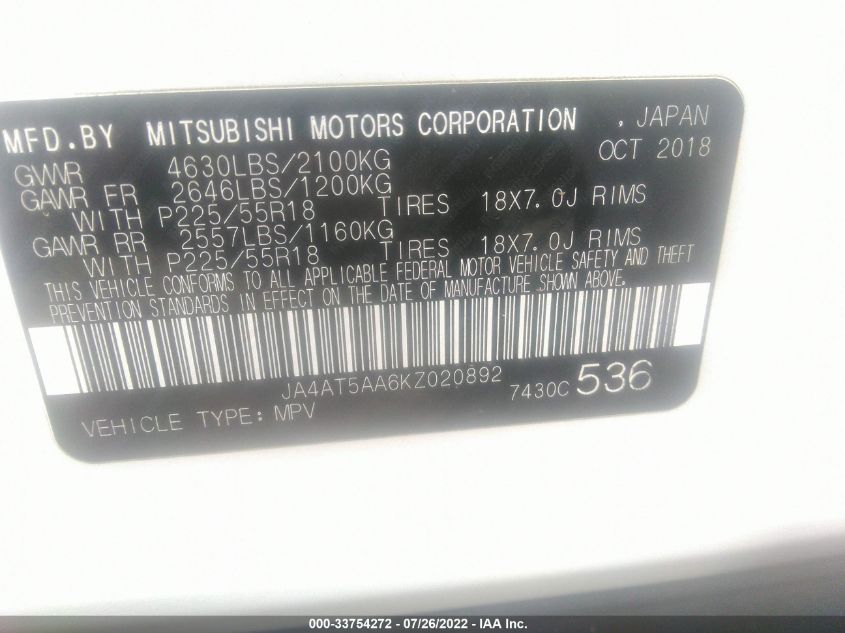 MFD.BY MITSUBISHI MOTORS CORPORATION , JAPAN
GVWR 4630LBS/2100KG OCT 2018
GAWR FR 2646LBS/1200KG
WITH P225/55R18 TIRES 18X7.0J RIMS
GAWR RR 2557LBS/1160KG
WITH P225/55R18 TIRES 18X7.0J RIMS
THIS VEHICLE CONFORMS TO ALL APPLICABLE FEDERAL MOTOR VEHICLE SAFETY AND THEFT
PREVENTION STANDARDS IN EFFECT ON THE DATE OF MANUFACTURE SHOWN ABOVE.
JA4AT5AA6KZ020892 7430C 536
VEHICLE TYPE: MPV
000-33754272 - 07/26/2022 - IAA Inc.